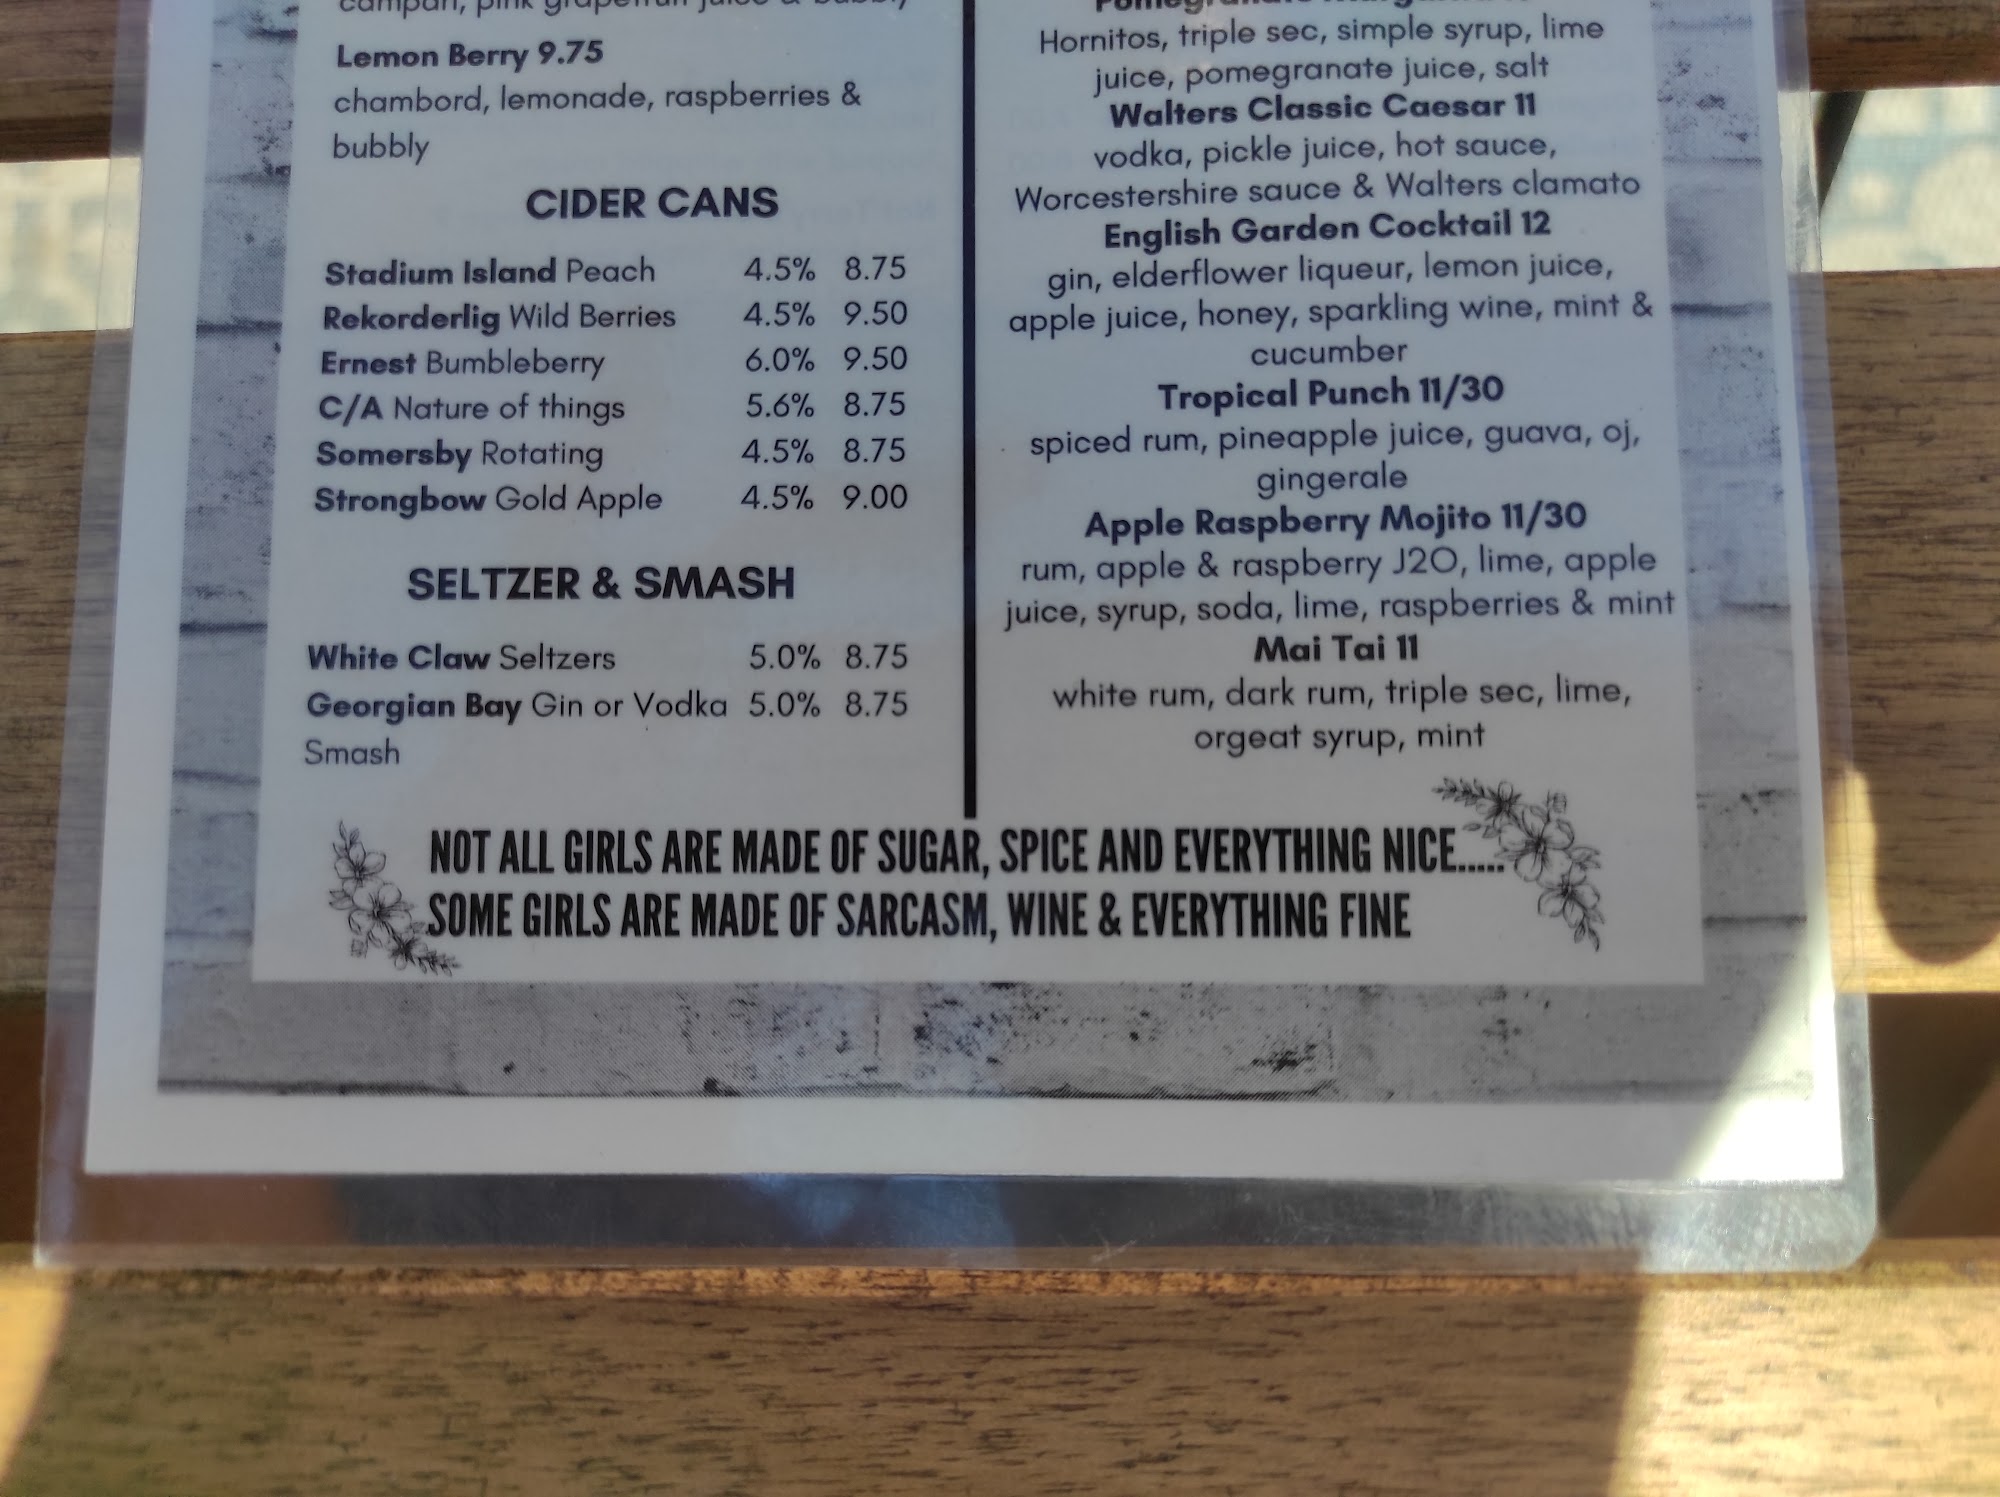 campari, pink grapefruit juice & bubbly
Lemon Berry 9.75
chambord, lemonade, raspberries &
bubbly
CIDER CANS
Stadium Island Peach 4.5% 8.75
Rekorderlig Wild Berries 4.5% 9.50
Ernest Bumbleberry 6.0% 9.50
C/A Nature of things 5.6% 8.75
Somersby Rotating 4.5% 8.75
Strongbow Gold Apple 4.5% 9.00
SELTZER & SMASH
White Claw Seltzers 5.0% 8.75
Georgian Bay Gin or Vodka 5.0% 8.75
Smash
Pomegranate
Hornitos, triple sec, simple syrup, lime
juice, pomegranate juice, salt
Walters Classic Caesar 11
vodka, pickle juice, hot sauce,
Worcestershire sauce & Walters clamato
English Garden Cocktail 12
gin, elderflower liqueur, lemon juice,
apple juice, honey, sparkling wine, mint &
cucumber
Tropical Punch 11/30
spiced rum, pineapple juice, guava, oj,
gingerale
Apple Raspberry Mojito 11/30
rum, apple & raspberry J2O, lime, apple
juice, syrup, soda, lime, raspberries & mint
Mai Tai 11
white rum, dark rum, triple sec, lime,
orgeat syrup, mint
NOT ALL GIRLS ARE MADE OF SUGAR, SPICE AND EVERYTHING NICE.....
SOME GIRLS ARE MADE OF SARCASM, WINE & EVERYTHING FINE